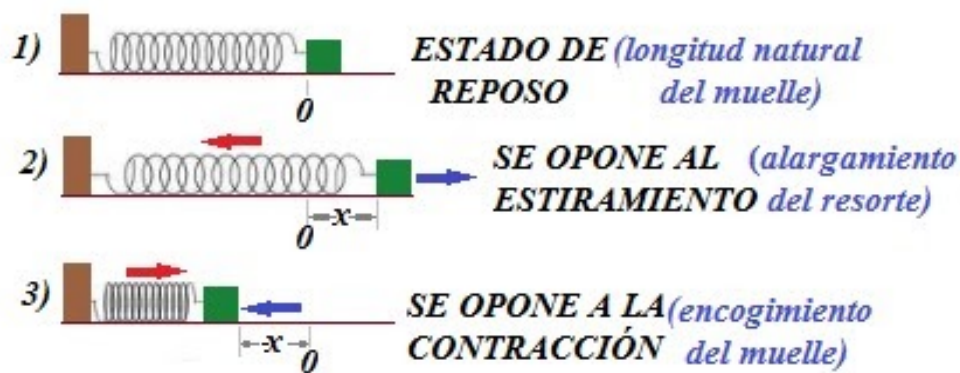 1) ESTADO DE (longitud natural
REPOSO del muelle)
0
2) SE OPONE AL (alargamiento
ESTIRAMIENTO del resorte)
x
0
3) SE OPONE A LA (encogimiento
CONTRACCIÓN del muelle)
-x
0